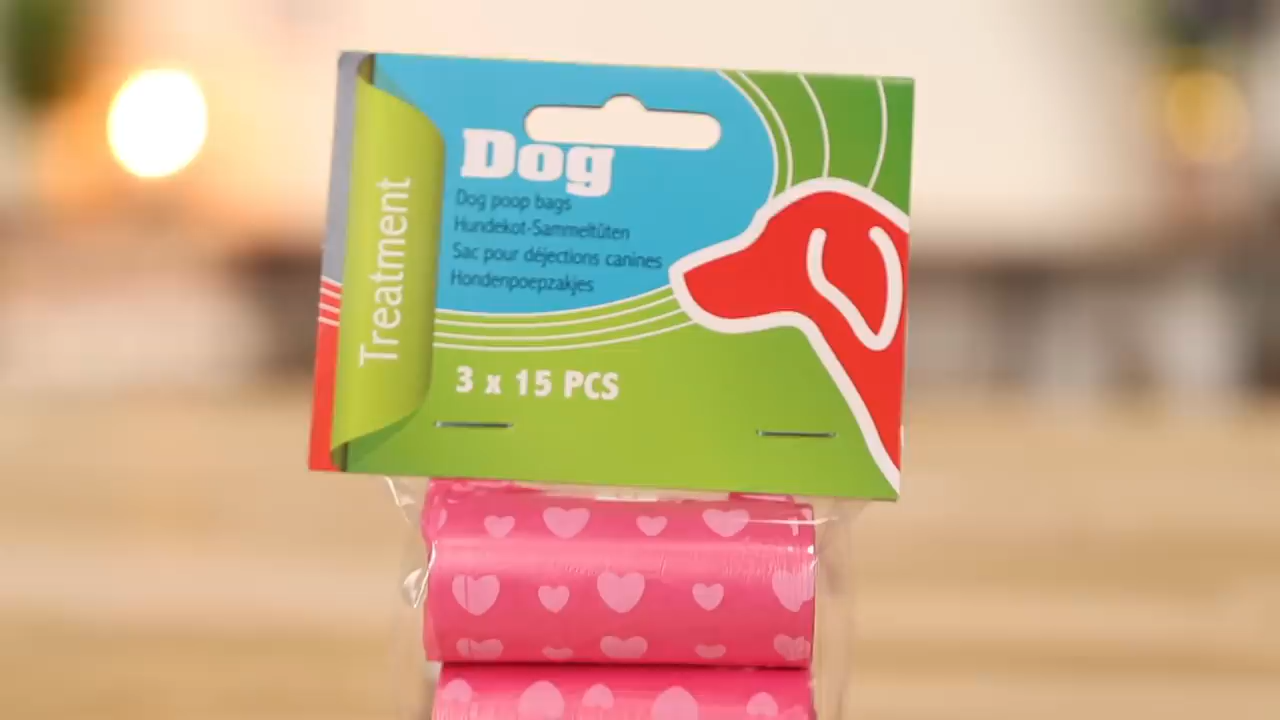 Treatment
Dog
Dog poop bags
Hundekot-Sammeltüten
Sac pour déjections canines
Hondenpoepzakjes
3 x 15 PCS